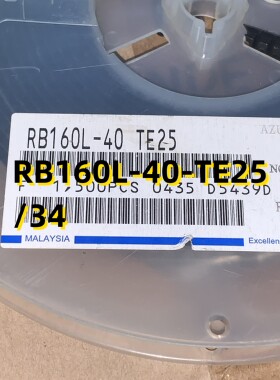 AZU
RB160L-40 TE25
RB160L-40-TE25
1,500PCS 0435 D5439D
/34
MALAYSIA
Excellen